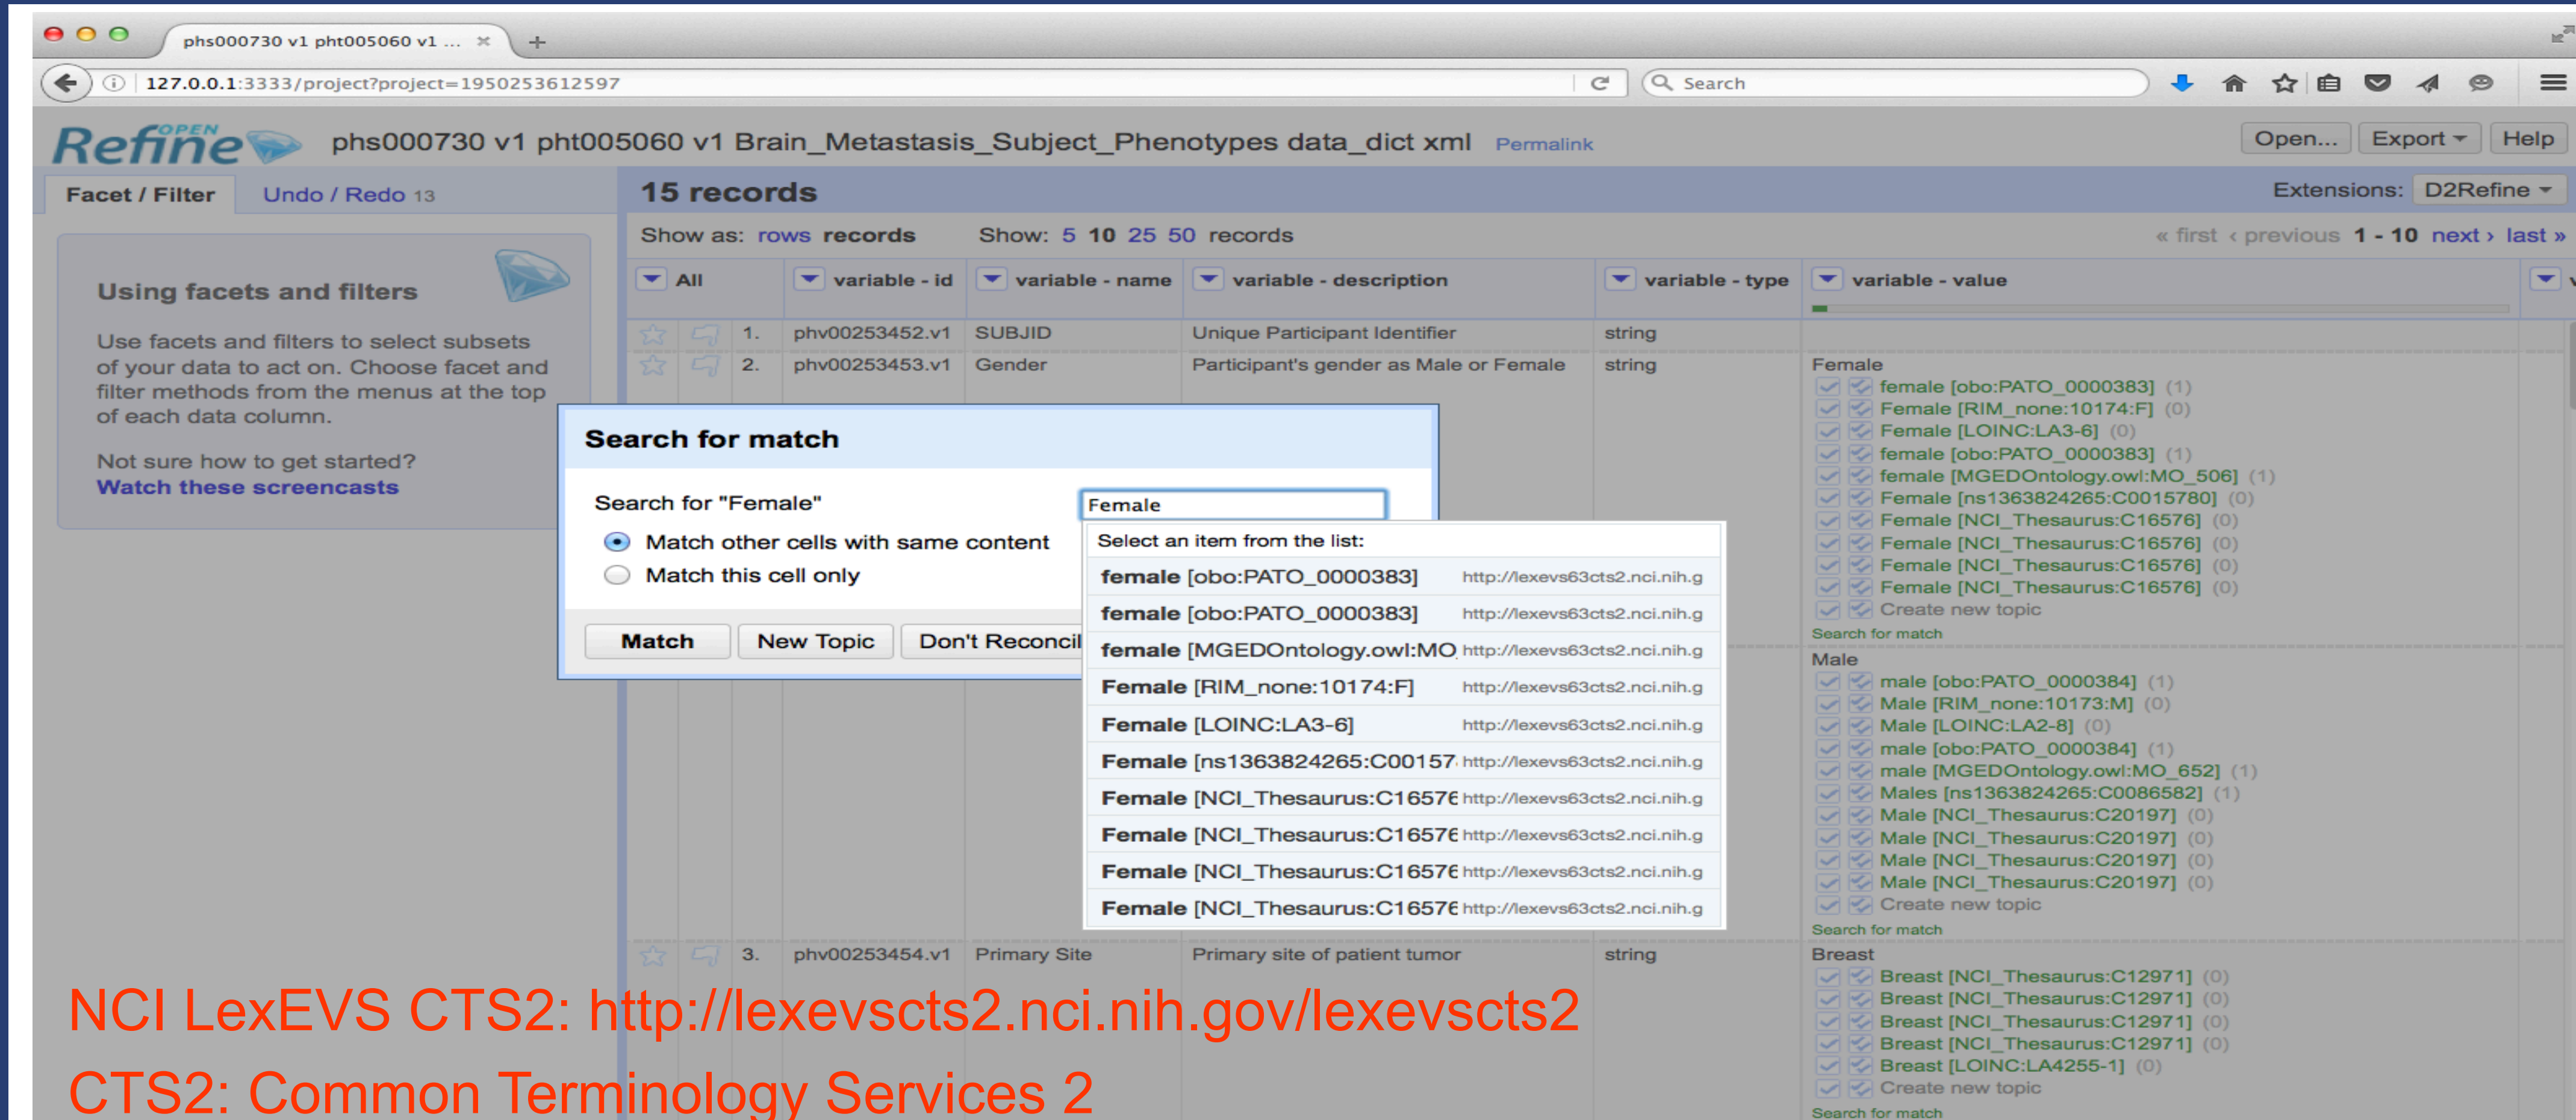 phs000730 v1 pht005060 v1 ...
127.0.0.1:3333/project?project=1950253612597
Search
OPEN
Refine
phs000730 v1 pht005060 v1 Brain_Metastasis_Subject_Phenotypes data_dict xml Permalink
Open... Export Help
Facet / Filter Undo / Redo 13
15 records
Extensions: D2Refine
Show as: rows records Show: 5 10 25 50 records
« first ‹ previous 1 - 10 next › last »
All variable - id variable - name variable - description variable - type variable - value
Using facets and filters
Use facets and filters to select subsets
of your data to act on. Choose facet and
filter methods from the menus at the top
of each data column.
Not sure how to get started?
Watch these screencasts
1. phv00253452.v1 SUBJID Unique Participant Identifier string
2. phv00253453.v1 Gender Participant's gender as Male or Female string Female
female [obo:PATO_0000383] (1)
Female [RIM_none:10174:F] (0)
Female [LOINC:LA3-6] (0)
female [obo:PATO_0000383] (1)
female [MGEDOntology.owl:MO_506] (1)
Female [ns1363824265:C0015780] (0)
Female [NCI_Thesaurus:C16576] (0)
Female [NCI_Thesaurus:C16576] (0)
Female [NCI_Thesaurus:C16576] (0)
Female [NCI_Thesaurus:C16576] (0)
Create new topic
Search for match
Search for match
Search for "Female"
Female
Match other cells with same content
Match this cell only
Match New Topic Don't Reconcil
Select an item from the list:
female [obo:PATO_0000383] http://lexevs63cts2.nci.nih.g
female [obo:PATO_0000383] http://lexevs63cts2.nci.nih.g
female [MGEDOntology.owl:MO_ http://lexevs63cts2.nci.nih.g
Female [RIM_none:10174:F] http://lexevs63cts2.nci.nih.g
Female [LOINC:LA3-6] http://lexevs63cts2.nci.nih.g
Female [ns1363824265:C00157 http://lexevs63cts2.nci.nih.g
Female [NCI_Thesaurus:C16576 http://lexevs63cts2.nci.nih.g
Female [NCI_Thesaurus:C16576 http://lexevs63cts2.nci.nih.g
Female [NCI_Thesaurus:C16576 http://lexevs63cts2.nci.nih.g
Female [NCI_Thesaurus:C16576 http://lexevs63cts2.nci.nih.g
Male
male [obo:PATO_0000384] (1)
Male [RIM_none:10173:M] (0)
Male [LOINC:LA2-8] (0)
male [obo:PATO_0000384] (1)
male [MGEDOntology.owl:MO_652] (1)
Males [ns1363824265:C0086582] (1)
Male [NCI_Thesaurus:C20197] (0)
Male [NCI_Thesaurus:C20197] (0)
Male [NCI_Thesaurus:C20197] (0)
Male [NCI_Thesaurus:C20197] (0)
Create new topic
Search for match
3. phv00253454.v1 Primary Site Primary site of patient tumor string Breast
Breast [NCI_Thesaurus:C12971] (0)
Breast [NCI_Thesaurus:C12971] (0)
Breast [NCI_Thesaurus:C12971] (0)
Breast [NCI_Thesaurus:C12971] (0)
Breast [LOINC:LA4255-1] (0)
Create new topic
Search for match
NCI LexEVS CTS2: http://lexevscts2.nci.nih.gov/lexevscts2
CTS2: Common Terminology Services 2